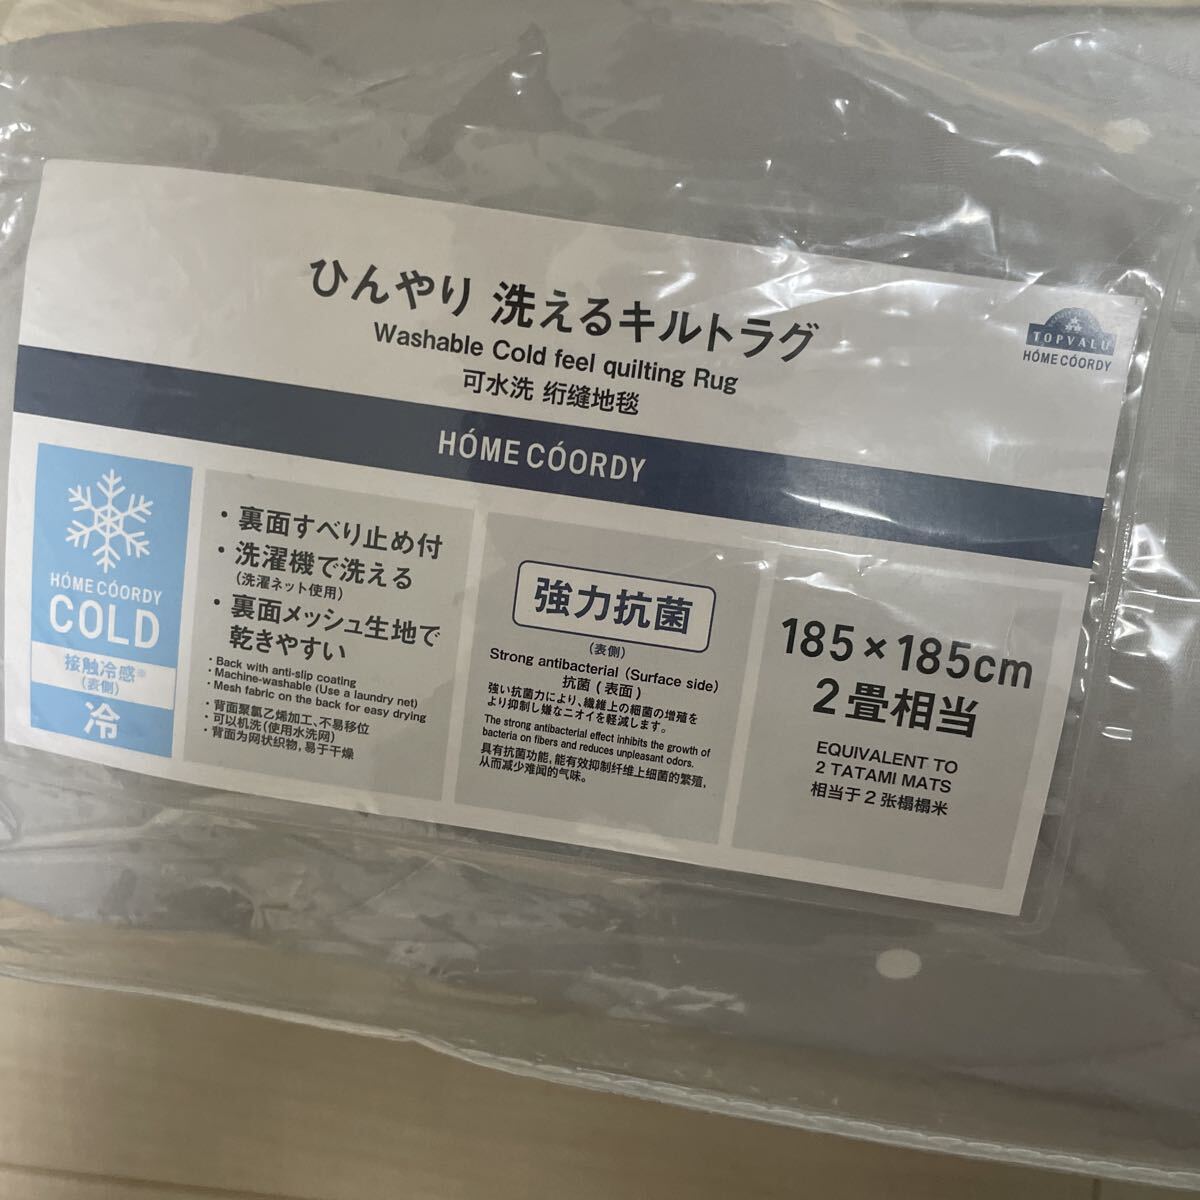 ひんやり 洗えるキルトラグ
Washable Cold feel quilting Rug
可水洗 绗缝地毯
TOPVALU
HÓME CÓORDY
HÓME CÓORDY
HÓME CÓORDY
COLD
接触冷感※
(表側)
冷
・裏面すべり止め付
・洗濯機で洗える
(洗濯ネット使用)
・裏面メッシュ生地で
乾きやすい
・Back with anti-slip coating
・Machine-washable (Use a laundry net)
・Mesh fabric on the back for easy drying
・背面聚氯乙烯加工、不易移位
・可以机洗(使用水洗网)
・背面为网状织物，易于干燥
強力抗菌
(表側)
Strong antibacterial (Surface side)
抗菌(表面)
強い抗菌力により、繊維上の細菌の増殖を
より抑制し嫌なニオイを軽減します。
The strong antibacterial effect inhibits the growth of
bacteria on fibers and reduces unpleasant odors.
具有抗菌功能，能有效抑制纤维上细菌的繁殖，
从而减少难闻的气味。
185×185cm
2畳相当
EQUIVALENT TO
2 TATAMI MATS
相当于2张榻榻米